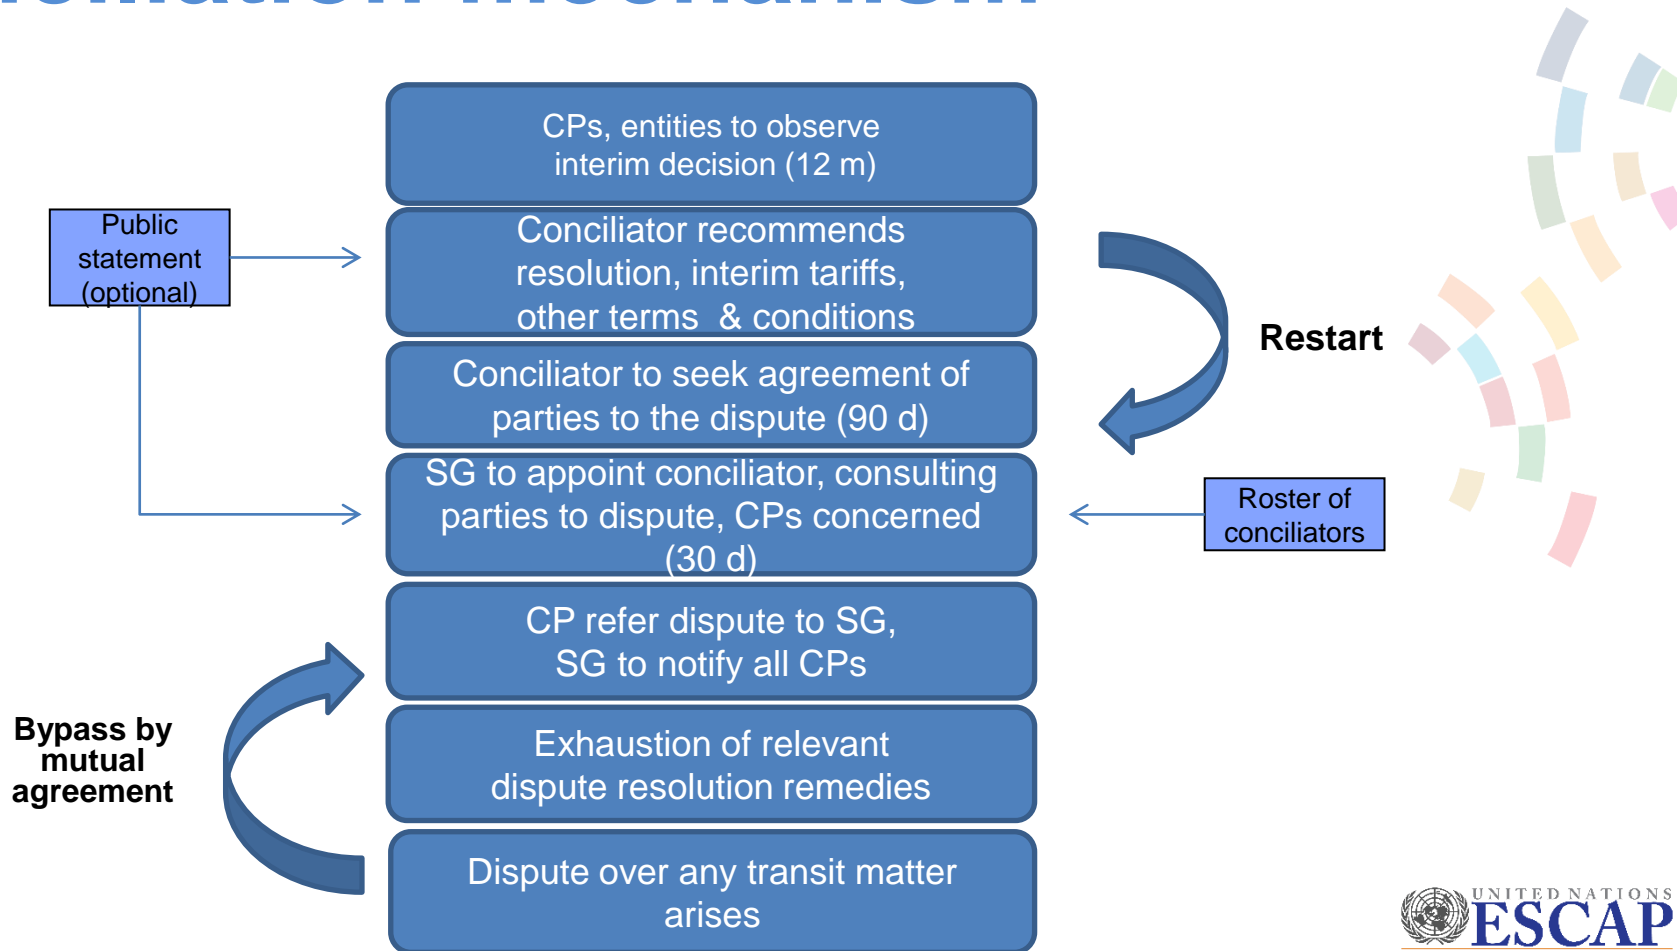 CPs, entities to observe
interim decision (12 m)
Public
statement
(optional)
Conciliator recommends
resolution, interim tariffs,
other terms & conditions
Restart
Conciliator to seek agreement of
parties to the dispute (90 d)
SG to appoint conciliator, consulting
parties to dispute, CPs concerned
(30 d)
Roster of
conciliators
CP refer dispute to SG,
SG to notify all CPs
Bypass by
mutual
agreement
Exhaustion of relevant
dispute resolution remedies
Dispute over any transit matter
arises
UNITED NATIONS
ESCAP